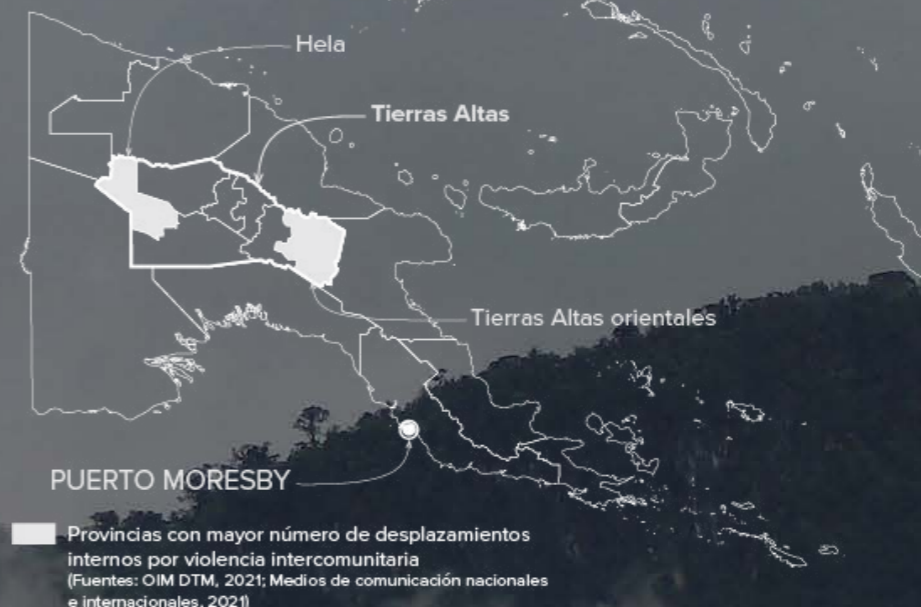 Hela
Tierras Altas
Tierras Altas orientales
PUERTO MORESBY
Provincias con mayor número de desplazamientos
internos por violencia intercomunitaria
(Fuentes: OIM DTM, 2021; Medios de comunicación nacionales
e internacionales, 2021)